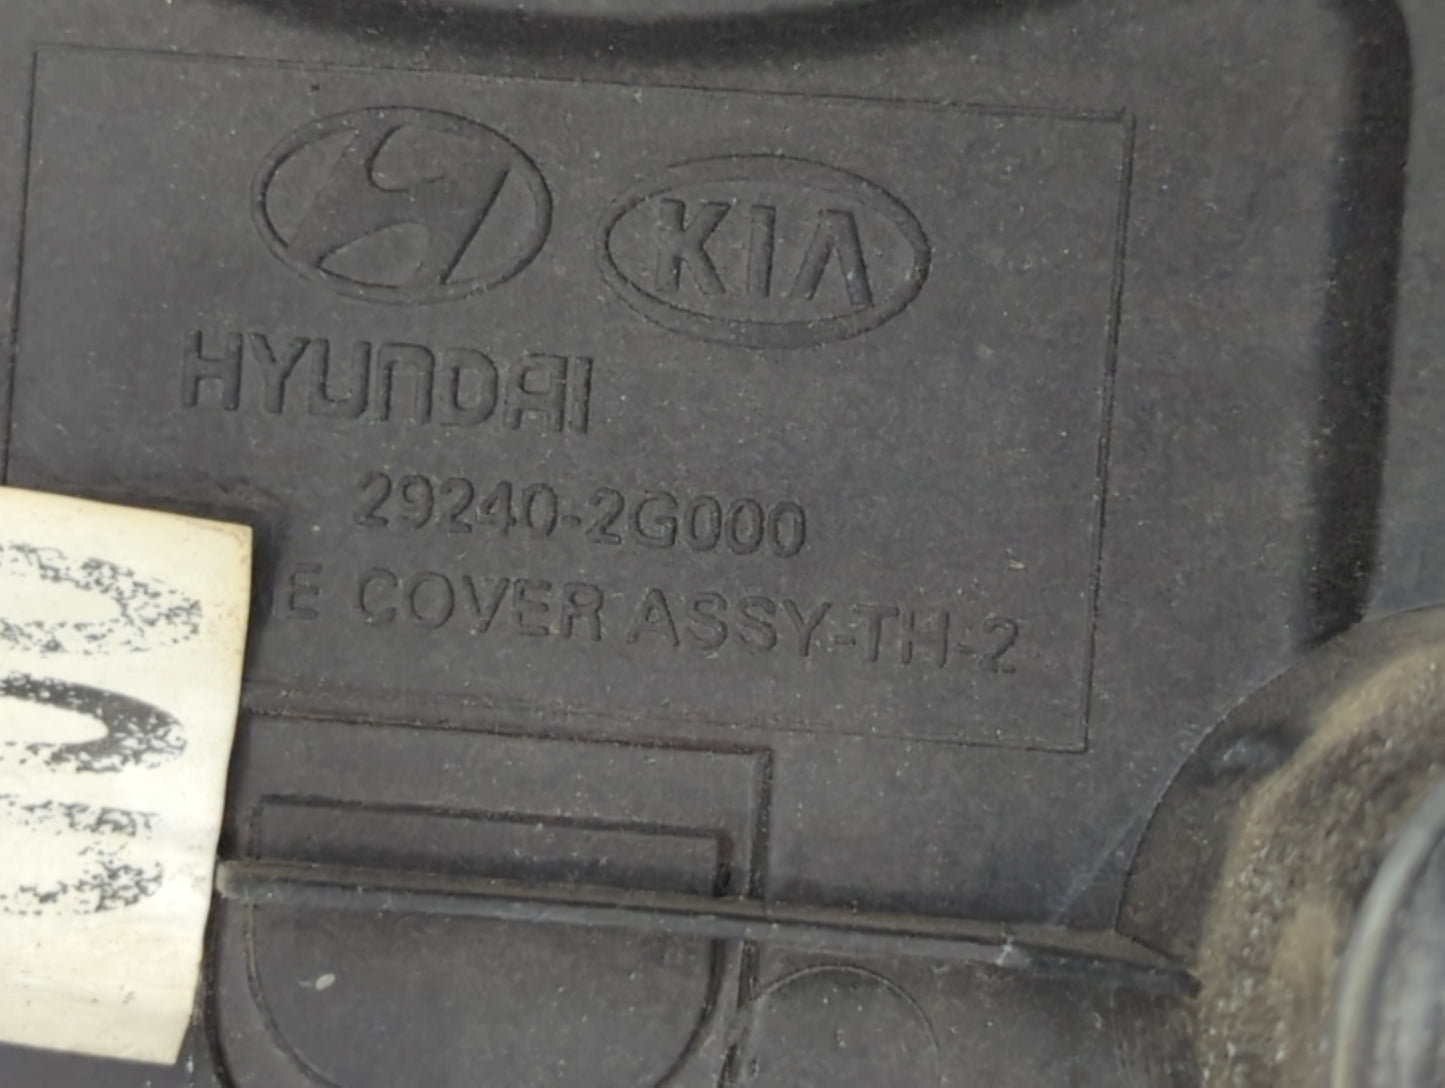 KIA
HYUNDAI
29240-2G000
E COVER ASSY-TH-2